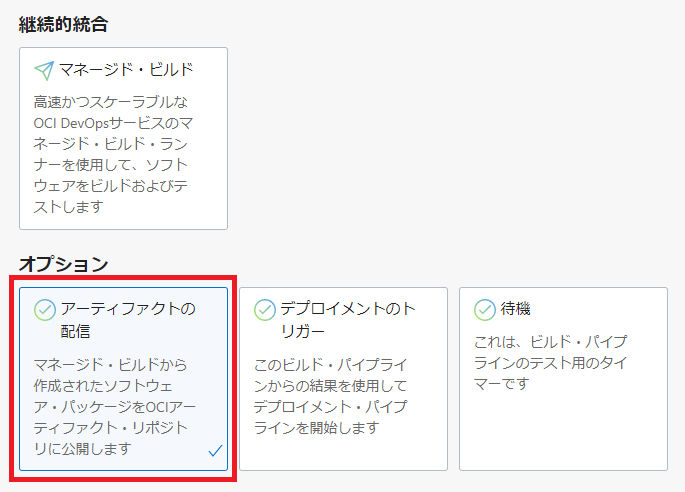 継続的統合
マネージド・ビルド
高速かつスケーラブルな
OCI DevOpsサービスのマ
ネージド・ビルド・ラン
ナーを使用して、ソフト
ウェアをビルドおよびテ
ストします
オプション
アーティファクトの
配信
マネージド・ビルドから
作成されたソフトウェ
ア・パッケージをOCIアー
ティファクト・リポジト
リに公開します
デプロイメントのト
リガー
このビルド・パイプライ
ンからの結果を使用して
デプロイメント・パイプ
ラインを開始します
待機
これは、ビルド・パイプ
ラインのテスト用のタイ
マーです